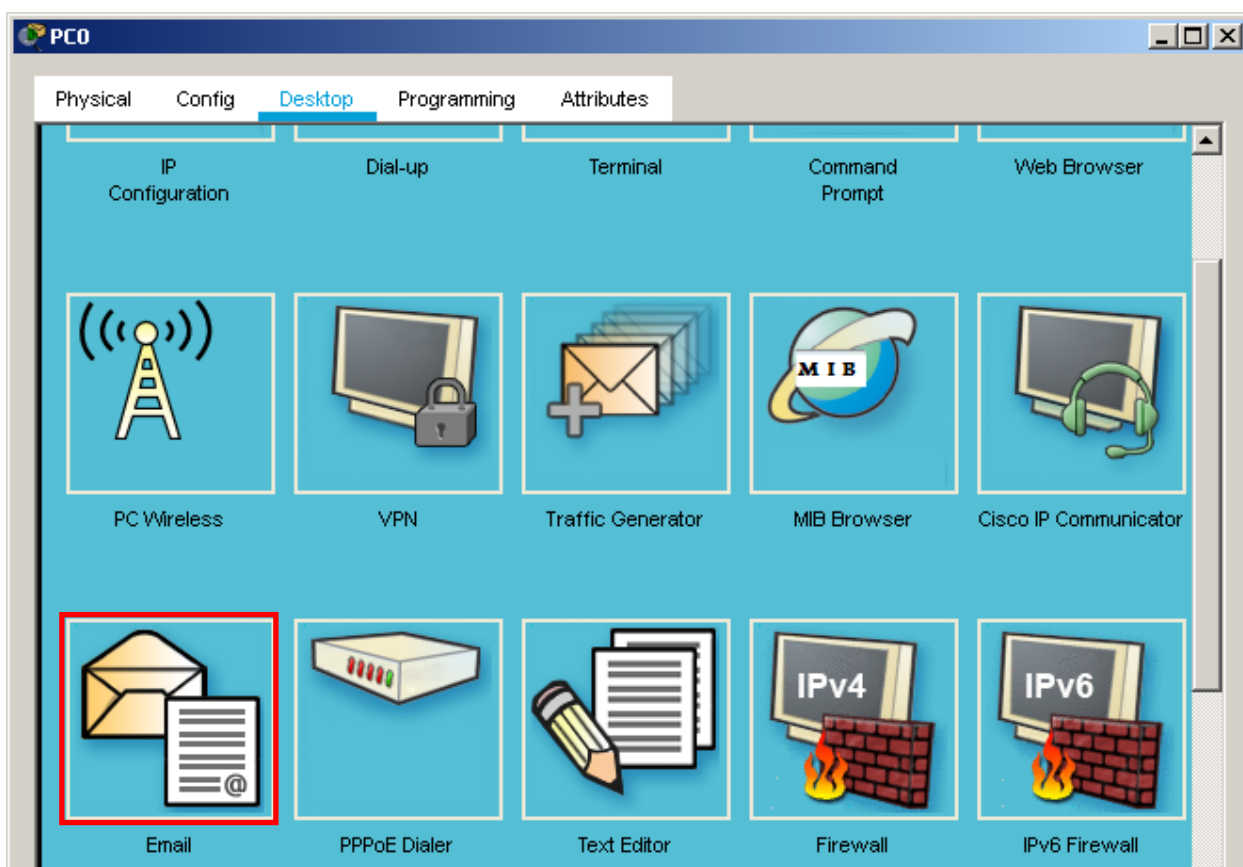 PC0
Physical Config Desktop Programming Attributes
IP
Configuration
Dial-up
Terminal
Command
Prompt
Web Browser
MIB
PC Wireless
VPN
Traffic Generator
MIB Browser
Cisco IP Communicator
@
IPv4
IPv6
Email
PPPoE Dialer
Text Editor
Firewall
IPv6 Firewall